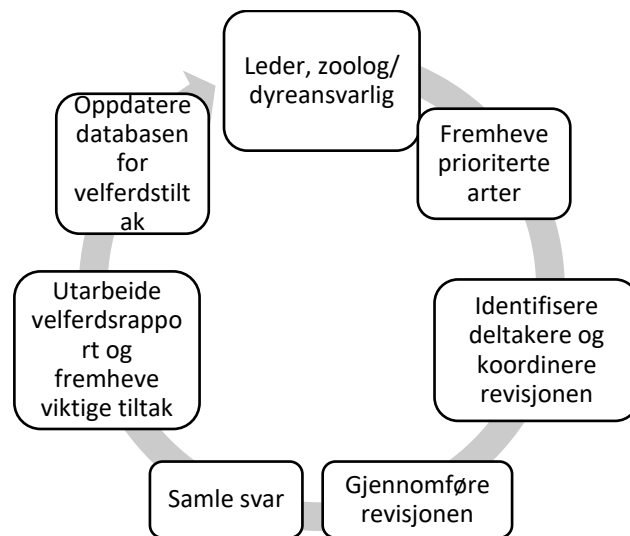 Leder, zoolog/
dyreansvarlig
Fremheve
prioriterte
arter
Identifisere
deltakere og
koordinere
revisjonen
Gjennomføre
revisjonen
Samle svar
Utarbeide
velferdsrappo
rt og
fremheve
viktige tiltak
Oppdatere
databasen
for
velferdstilt
ak